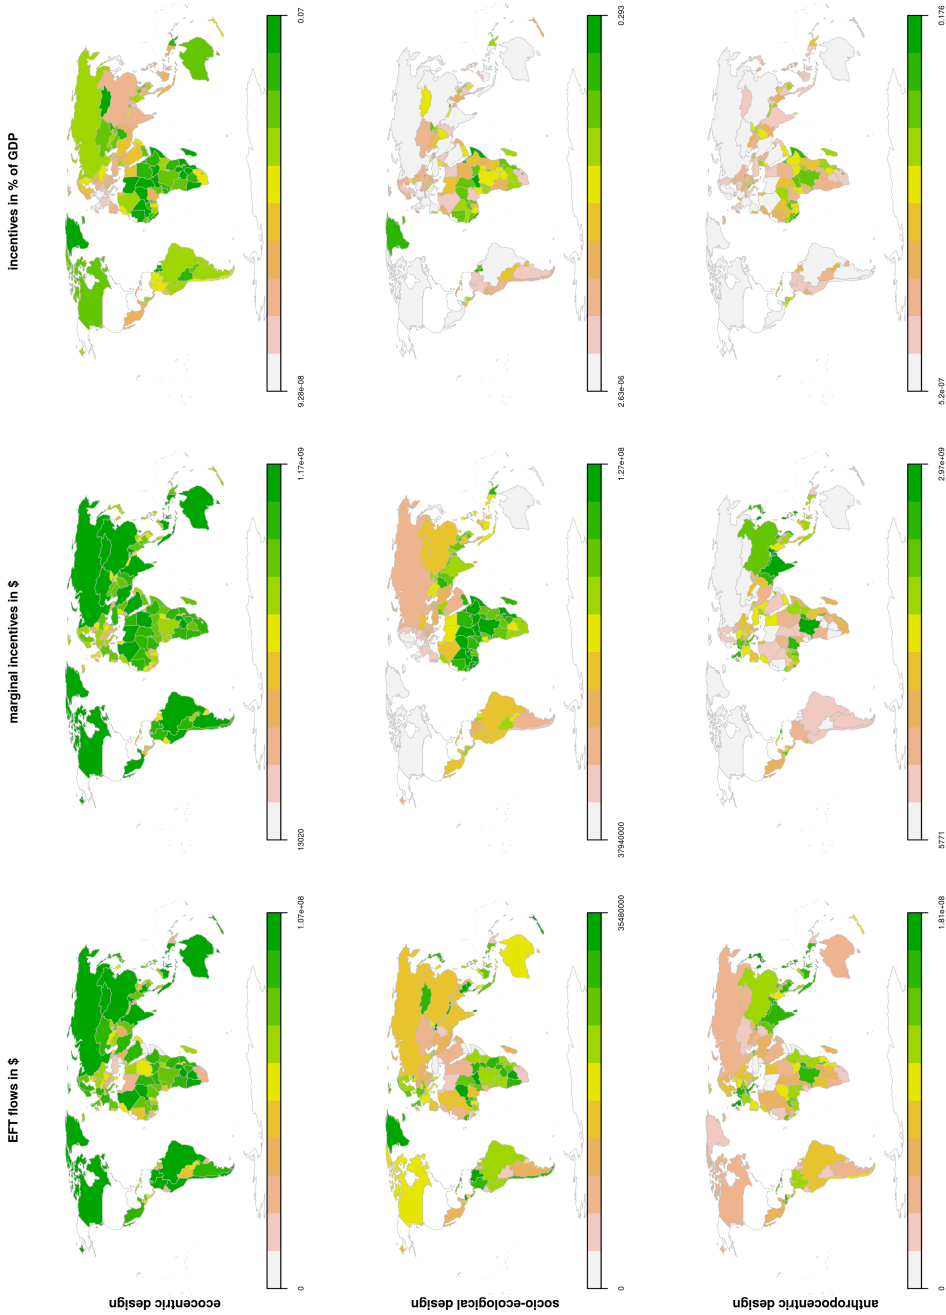 EFT flows in $
marginal incentives in $
incentives in % of GDP
ecocentric design
0
1.07e+08
13020
1.17e+09
9.28e-08
0.07
socio-ecological design
0
35480000
37940000
1.27e+08
2.63e-06
0.293
anthropocentric design
0
1.81e+08
5771
2.97e+09
5.2e-07
0.176